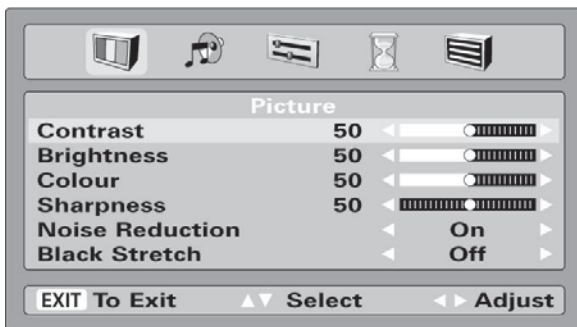 Picture
Contrast 50
Brightness 50
Colour 50
Sharpness 50
Noise Reduction On
Black Stretch Off
EXIT To Exit Select Adjust